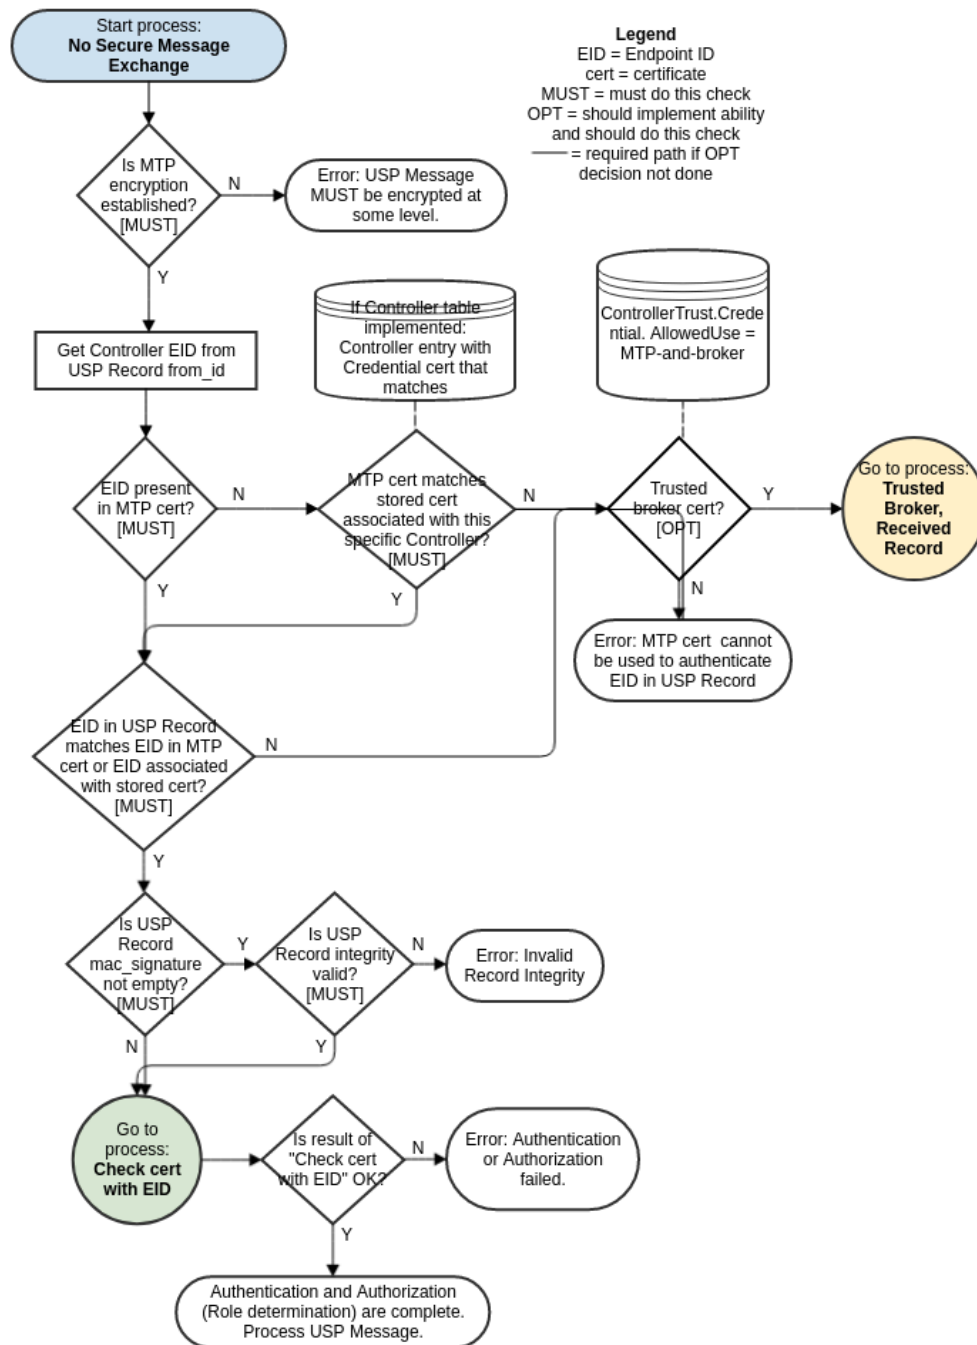 Start process:
No Secure Message
Exchange
Legend
EID = Endpoint ID
cert = certificate
MUST = must do this check
OPT = should implement ability
and should do this check
= required path if OPT
decision not done
Is MTP
encryption
established?
[MUST]
N
Error: USP Message
MUST be encrypted at
some level.
Y
Get Controller EID from
USP Record from_id
If Controller table
implemented:
Controller entry with
Credential cert that
matches
ControllerTrust.Crede
ntial. AllowedUse =
MTP-and-broker
EID present
in MTP cert?
[MUST]
N
MTP cert matches
stored cert
associated with this
specific Controller?
[MUST]
N
Trusted
broker cert?
[OPT]
Y
Go to process:
Trusted
Broker,
Received
Record
Y
Y
N
Error: MTP cert cannot
be used to authenticate
EID in USP Record
EID in USP Record
matches EID in MTP
cert or EID associated
with stored cert?
[MUST]
N
Y
Is USP
Record
mac_signature
not empty?
[MUST]
Y
Is USP
Record integrity
valid?
[MUST]
N
Error: Invalid
Record Integrity
N
Y
Go to
process:
Check cert
with EID
Is result of
"Check cert
with EID" OK?
N
Error: Authentication
or Authorization
failed.
Y
Authentication and Authorization
(Role determination) are complete.
Process USP Message.